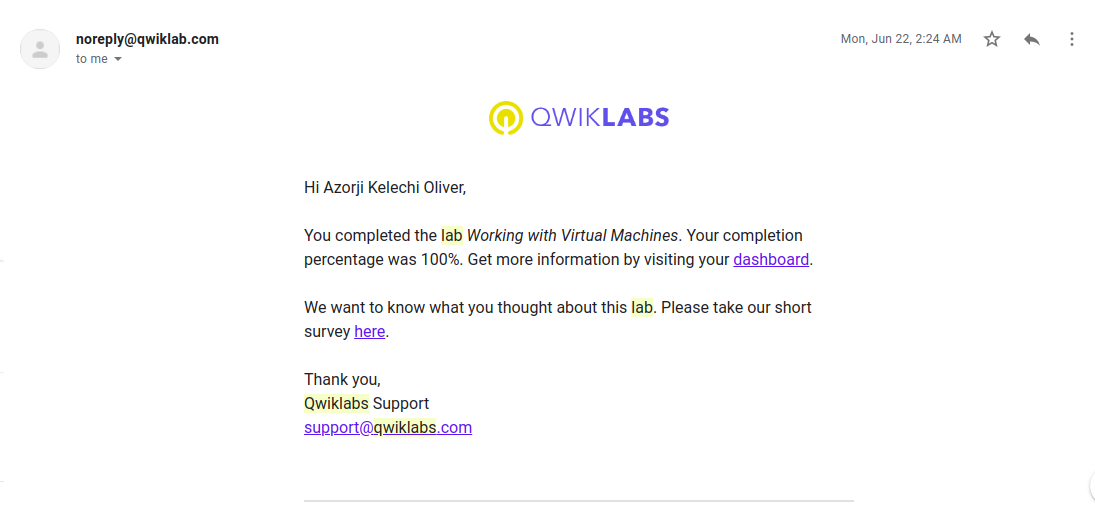 noreply@qwiklab.com
Mon, Jun 22, 2:24 AM
to me
QWIKLABS
Hi Azorji Kelechi Oliver,
You completed the lab Working with Virtual Machines. Your completion
percentage was 100%. Get more information by visiting your dashboard.
We want to know what you thought about this lab. Please take our short
survey here.
Thank you,
Qwiklabs Support
support@qwiklabs.com